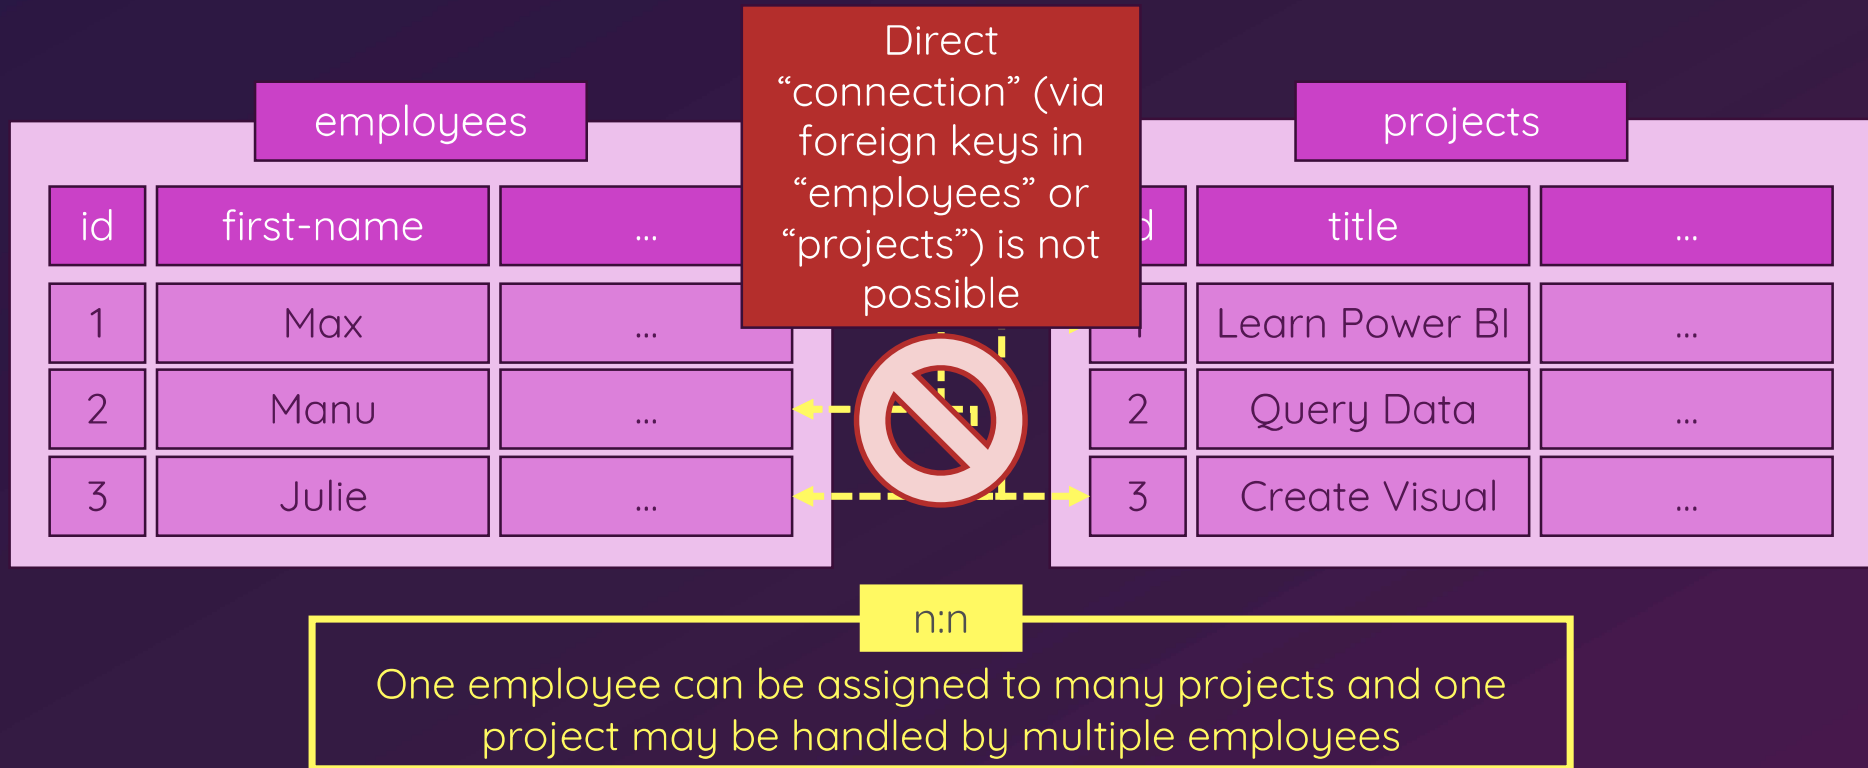 Direct
“connection” (via
foreign keys in
“employees” or
“projects”) is not
possible
employees
id first-name ...
1 Max ...
2 Manu ...
3 Julie ...
projects
title ...
Learn Power BI ...
2 Query Data ...
3 Create Visual ...
n:n
One employee can be assigned to many projects and one
project may be handled by multiple employees